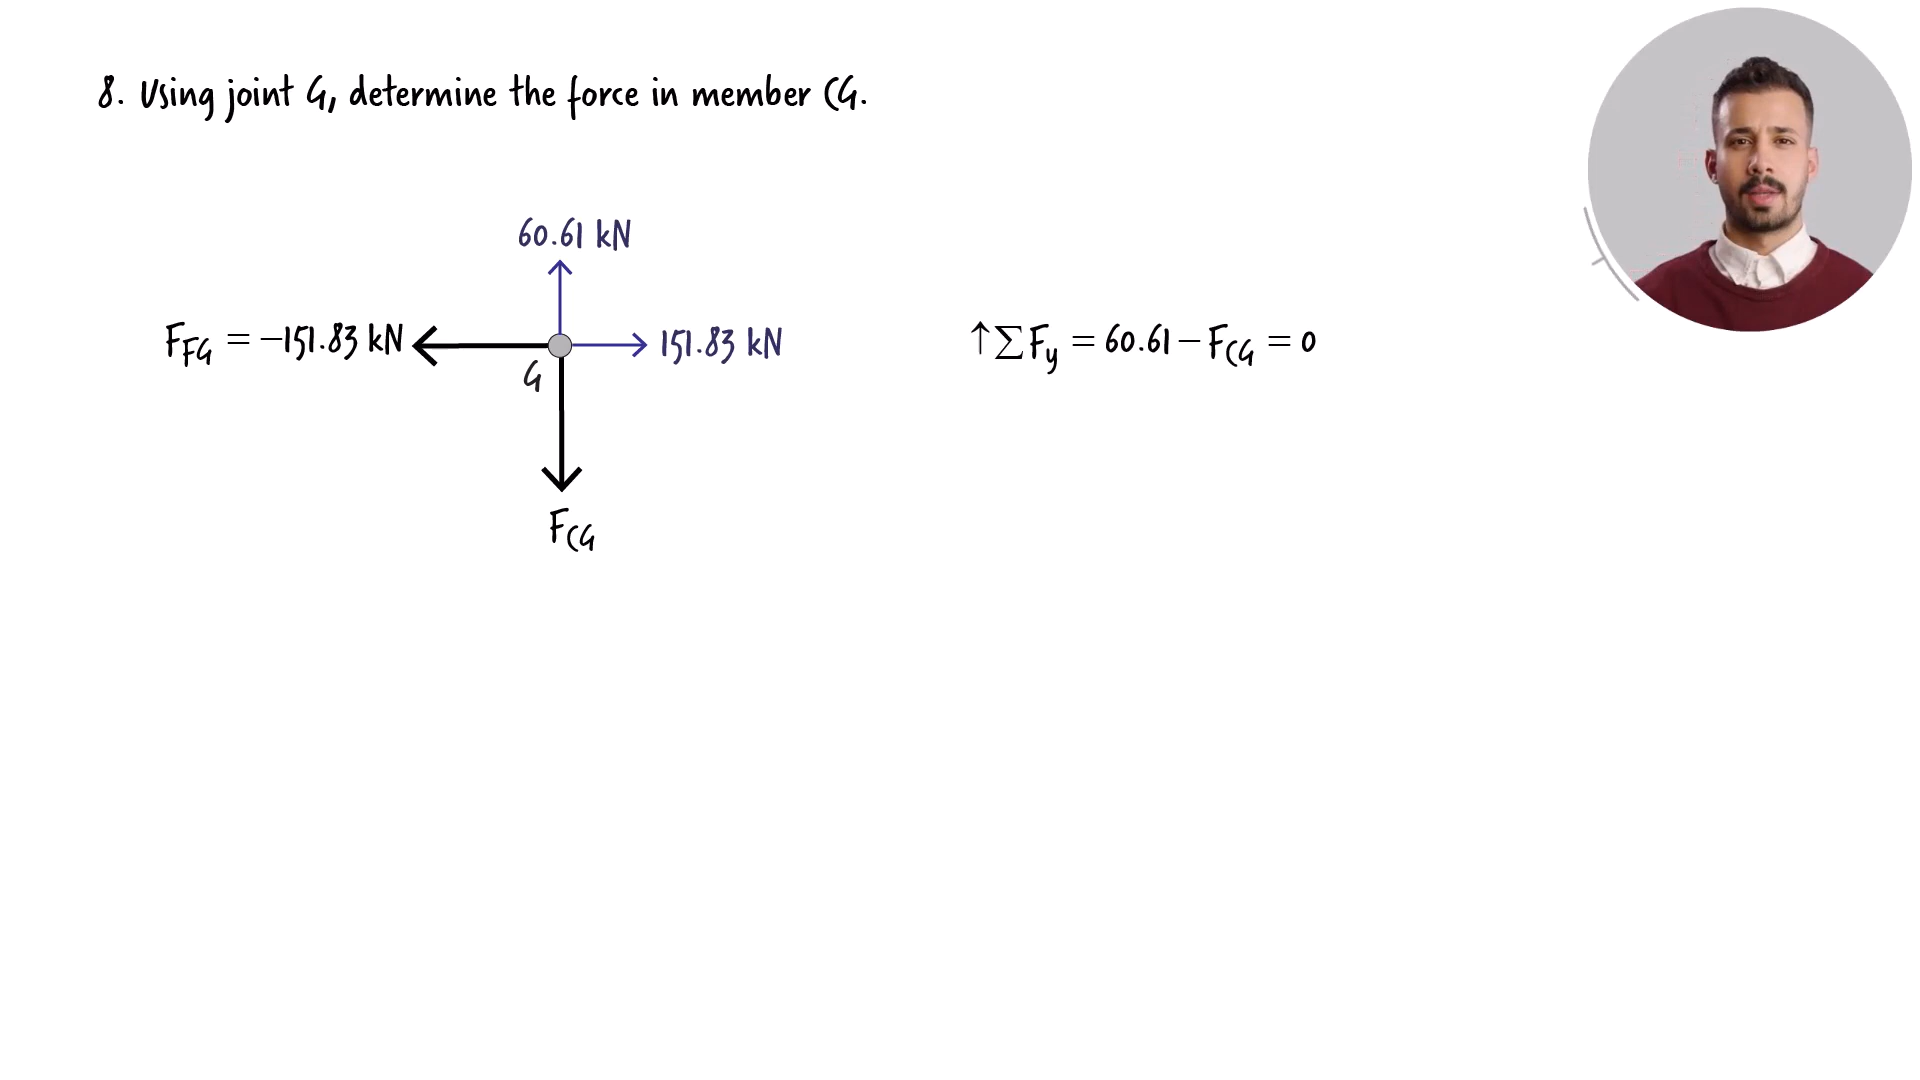 8. Using joint G, determine the force in member CG.
60.61 kN
F_FG = −151.83 kN
151.83 kN
↑∑F_y = 60.61 − F_CG = 0
G
F_CG